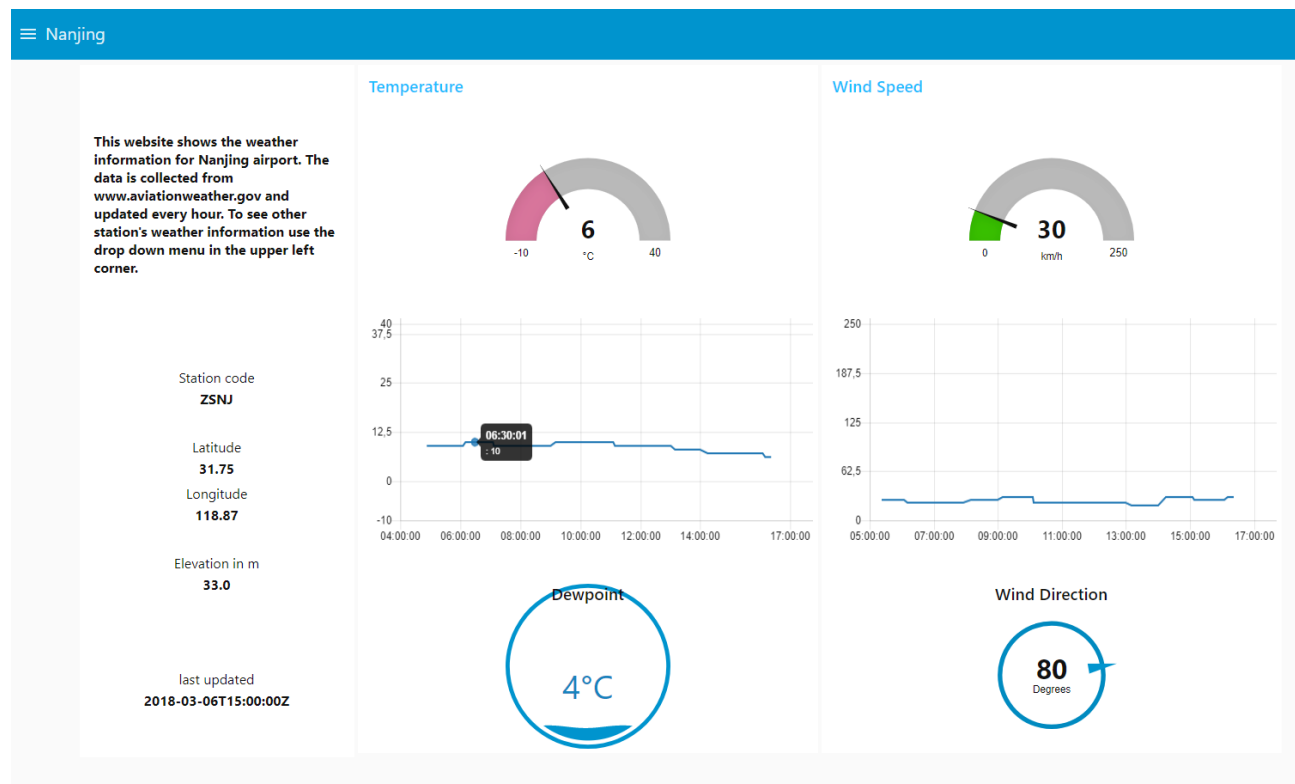 Nanjing
This website shows the weather
information for Nanjing airport. The
data is collected from
www.aviationweather.gov and
updated every hour. To see other
station's weather information use the
drop down menu in the upper left
corner.
Station code
ZSNJ
Latitude
31.75
Longitude
118.87
Elevation in m
33.0
last updated
2018-03-06T15:00:00Z
Temperature
6
-10 °C 40
40
37,5
25
12,5
0
-10
06:30:01
: 10
04:00:00 06:00:00 08:00:00 10:00:00 12:00:00 14:00:00 17:00:00
Dewpoint
4°C
Wind Speed
30
0 km/h 250
250
187,5
125
62,5
0
05:00:00 07:00:00 09:00:00 11:00:00 13:00:00 15:00:00 17:00:00
Wind Direction
80
Degrees